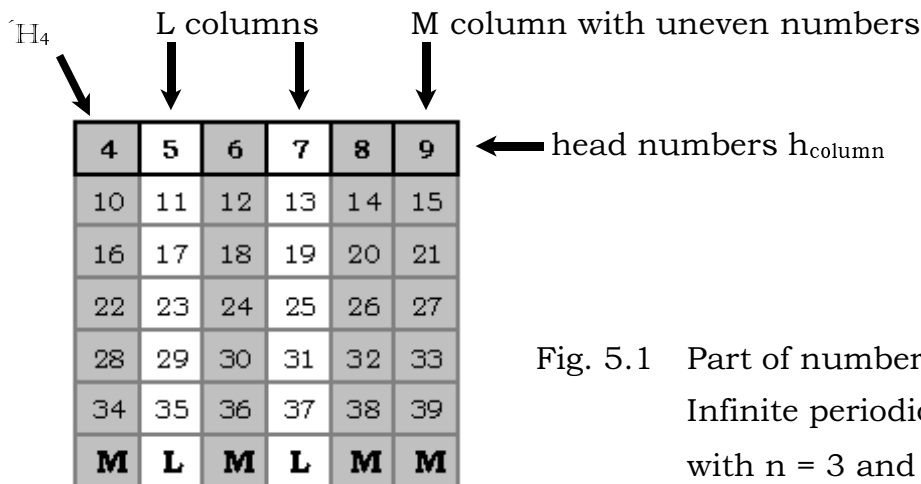 ´H4 L columns M column with uneven numbers
4 5 6 7 8 9
head numbers hcolumn
10 11 12 13 14 15
16 17 18 19 20 21
22 23 24 25 26 27
28 29 30 31 32 33
34 35 36 37 38 39
M L M L M M
Fig. 5.1 Part of number
Infinite periodi
with n = 3 and